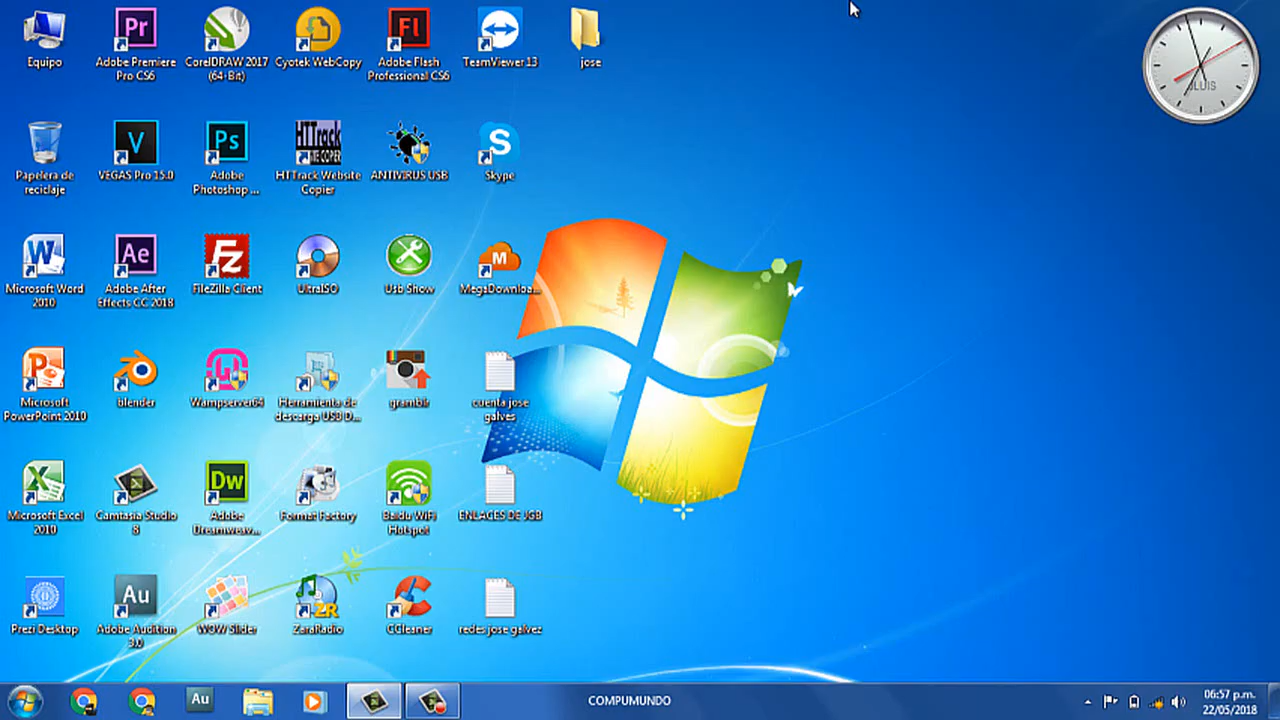 Equipo
Adobe Premiere
Pro CS6
CorelDRAW 2017
(64-Bit)
Cyotek WebCopy
Adobe Flash
Professional CS6
TeamViewer 13
jose
Papelera de
reciclaje
VEGAS Pro 15.0
Adobe
Photoshop ...
HTTrack Website
Copier
ANTIVIRUS USB
Skype
Microsoft Word
2010
Adobe After
Effects CC 2018
FileZilla Client
UltraISO
Usb Show
MegaDownloa...
Microsoft
PowerPoint 2010
blender
Wampserver64
Herramienta de
descarga USB D...
gramblr
cuenta jose
galves
Microsoft Excel
2010
Camtasia Studio
8
Adobe
Dreamweav...
Format Factory
Baidu WiFi
Hotspot
ENLACES DE JGB
Prezi Desktop
Adobe Audition
3.0
WOW Slider
ZaraRadio
CCleaner
redes jose galvez
COMPUMUNDO
06:57 p.m.
22/05/2018